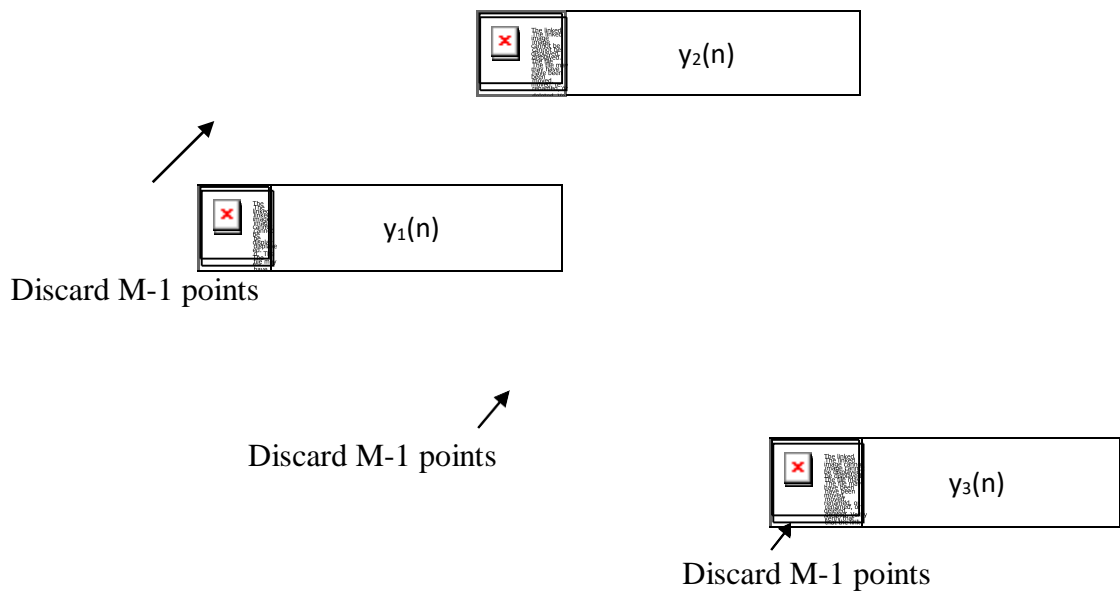 y₂(n)
y₁(n)
Discard M-1 points
Discard M-1 points
y₃(n)
Discard M-1 points